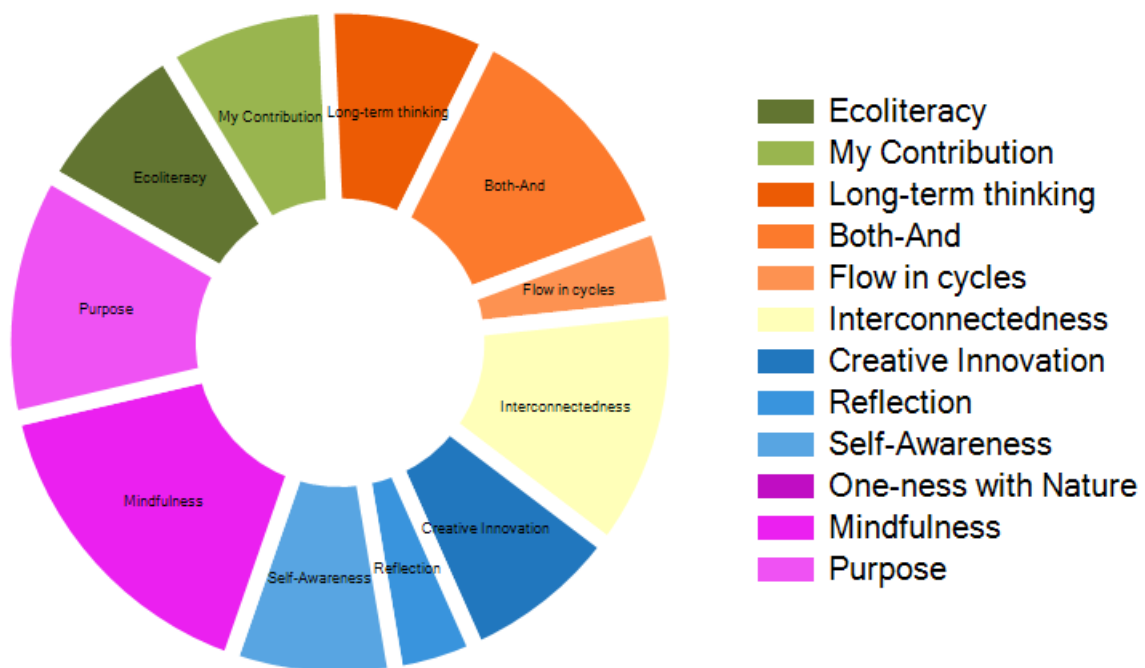 My Contribution
Long-term thinking
Both-And
Ecoliteracy
Flow in cycles
Purpose
Interconnectedness
Mindfulness
Creative Innovation
Reflection
Self-Awareness
Ecoliteracy
My Contribution
Long-term thinking
Both-And
Flow in cycles
Interconnectedness
Creative Innovation
Reflection
Self-Awareness
One-ness with Nature
Mindfulness
Purpose